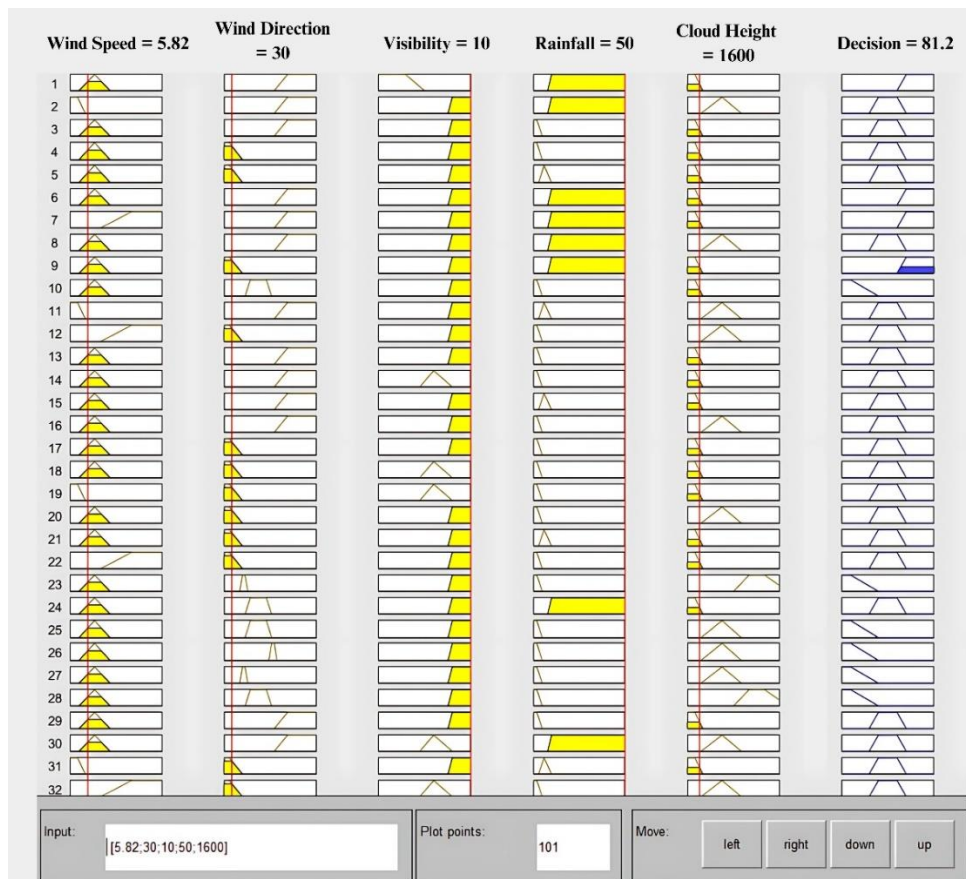 Wind Speed = 5.82
Wind Direction
= 30
Visibility = 10
Rainfall = 50
Cloud Height
= 1600
Decision = 81.2
1
2
3
4
5
6
7
8
9
10
11
12
13
14
15
16
17
18
19
20
21
22
23
24
25
26
27
28
29
30
31
32
Input:
[5.82;30;10;50;1600]
Plot points:
101
Move:
left
right
down
up